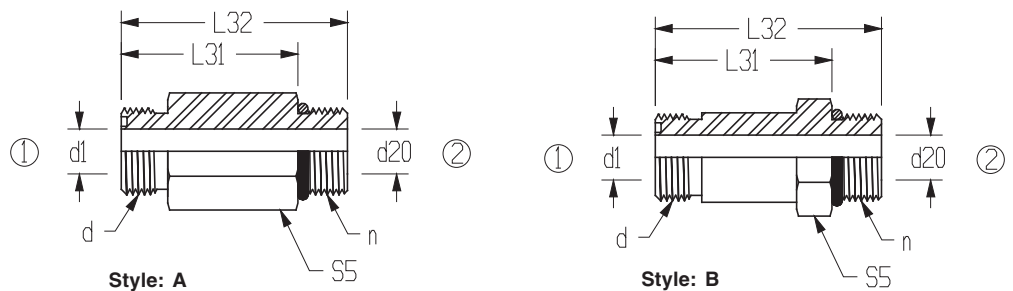 L32
L31
① d1 d20 ②
d n
S5
Style: A
L32
L31
① d1 d20 ②
d n
S5
Style: B